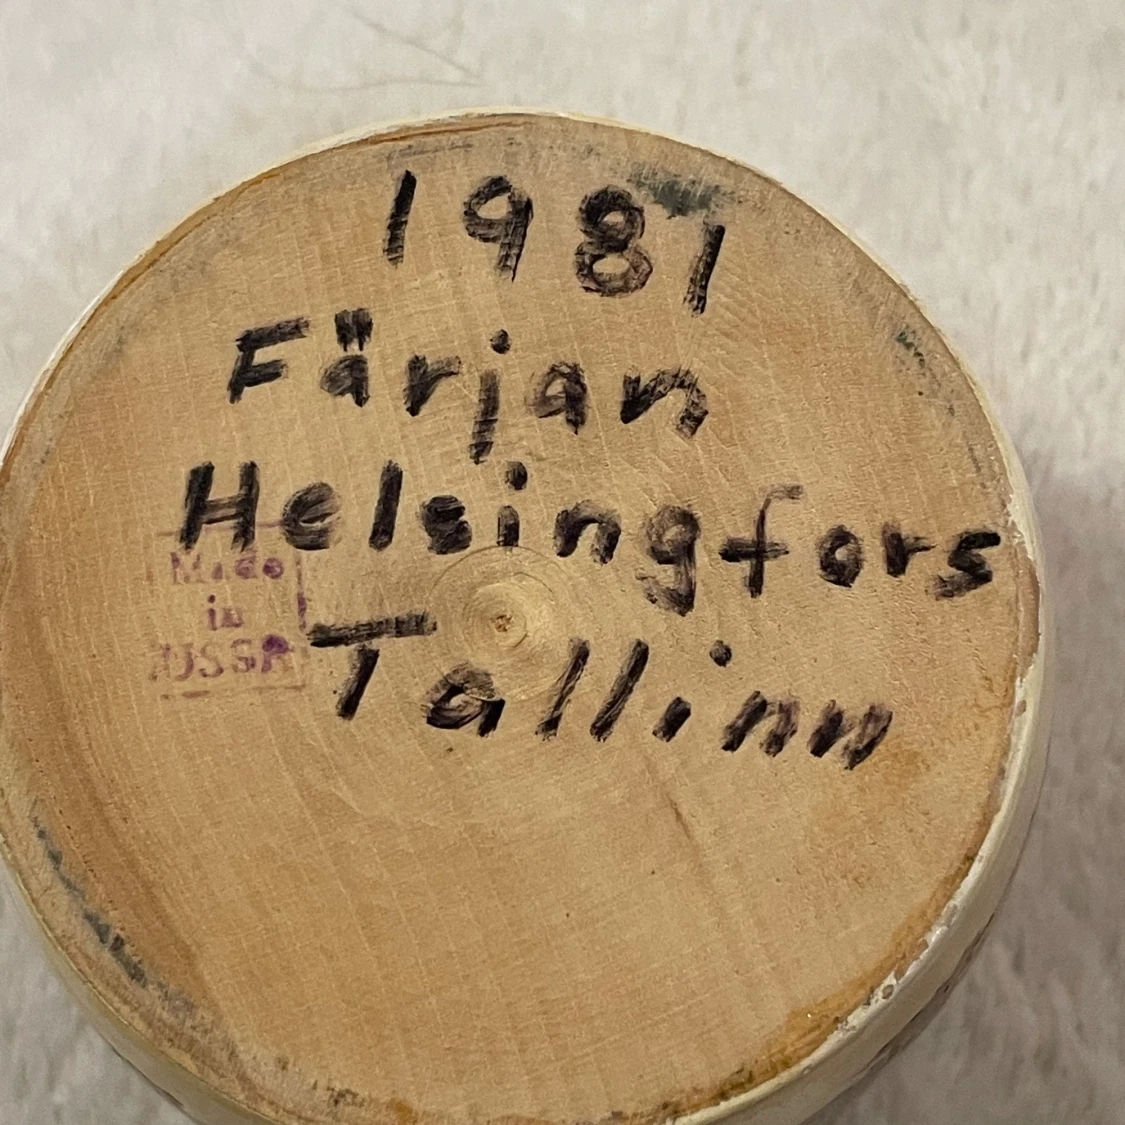 1981
Färjan
Helsingfors
Tallinn
Made
in
USSR